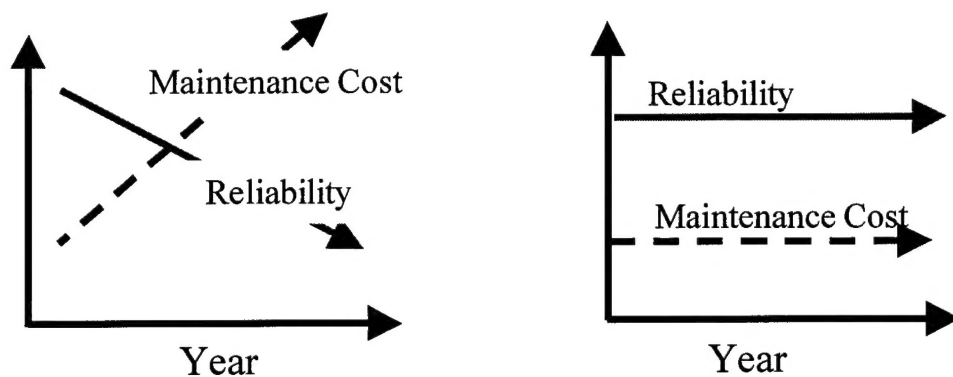 Maintenance Cost
Reliability
Year
Reliability
Maintenance Cost
Year